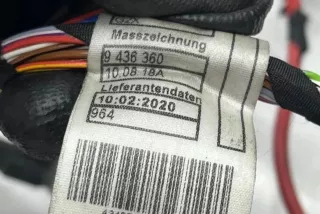 Masszeichnung
9 436 360
10.08.18A
Lieferantendaten
10:02:2020
964